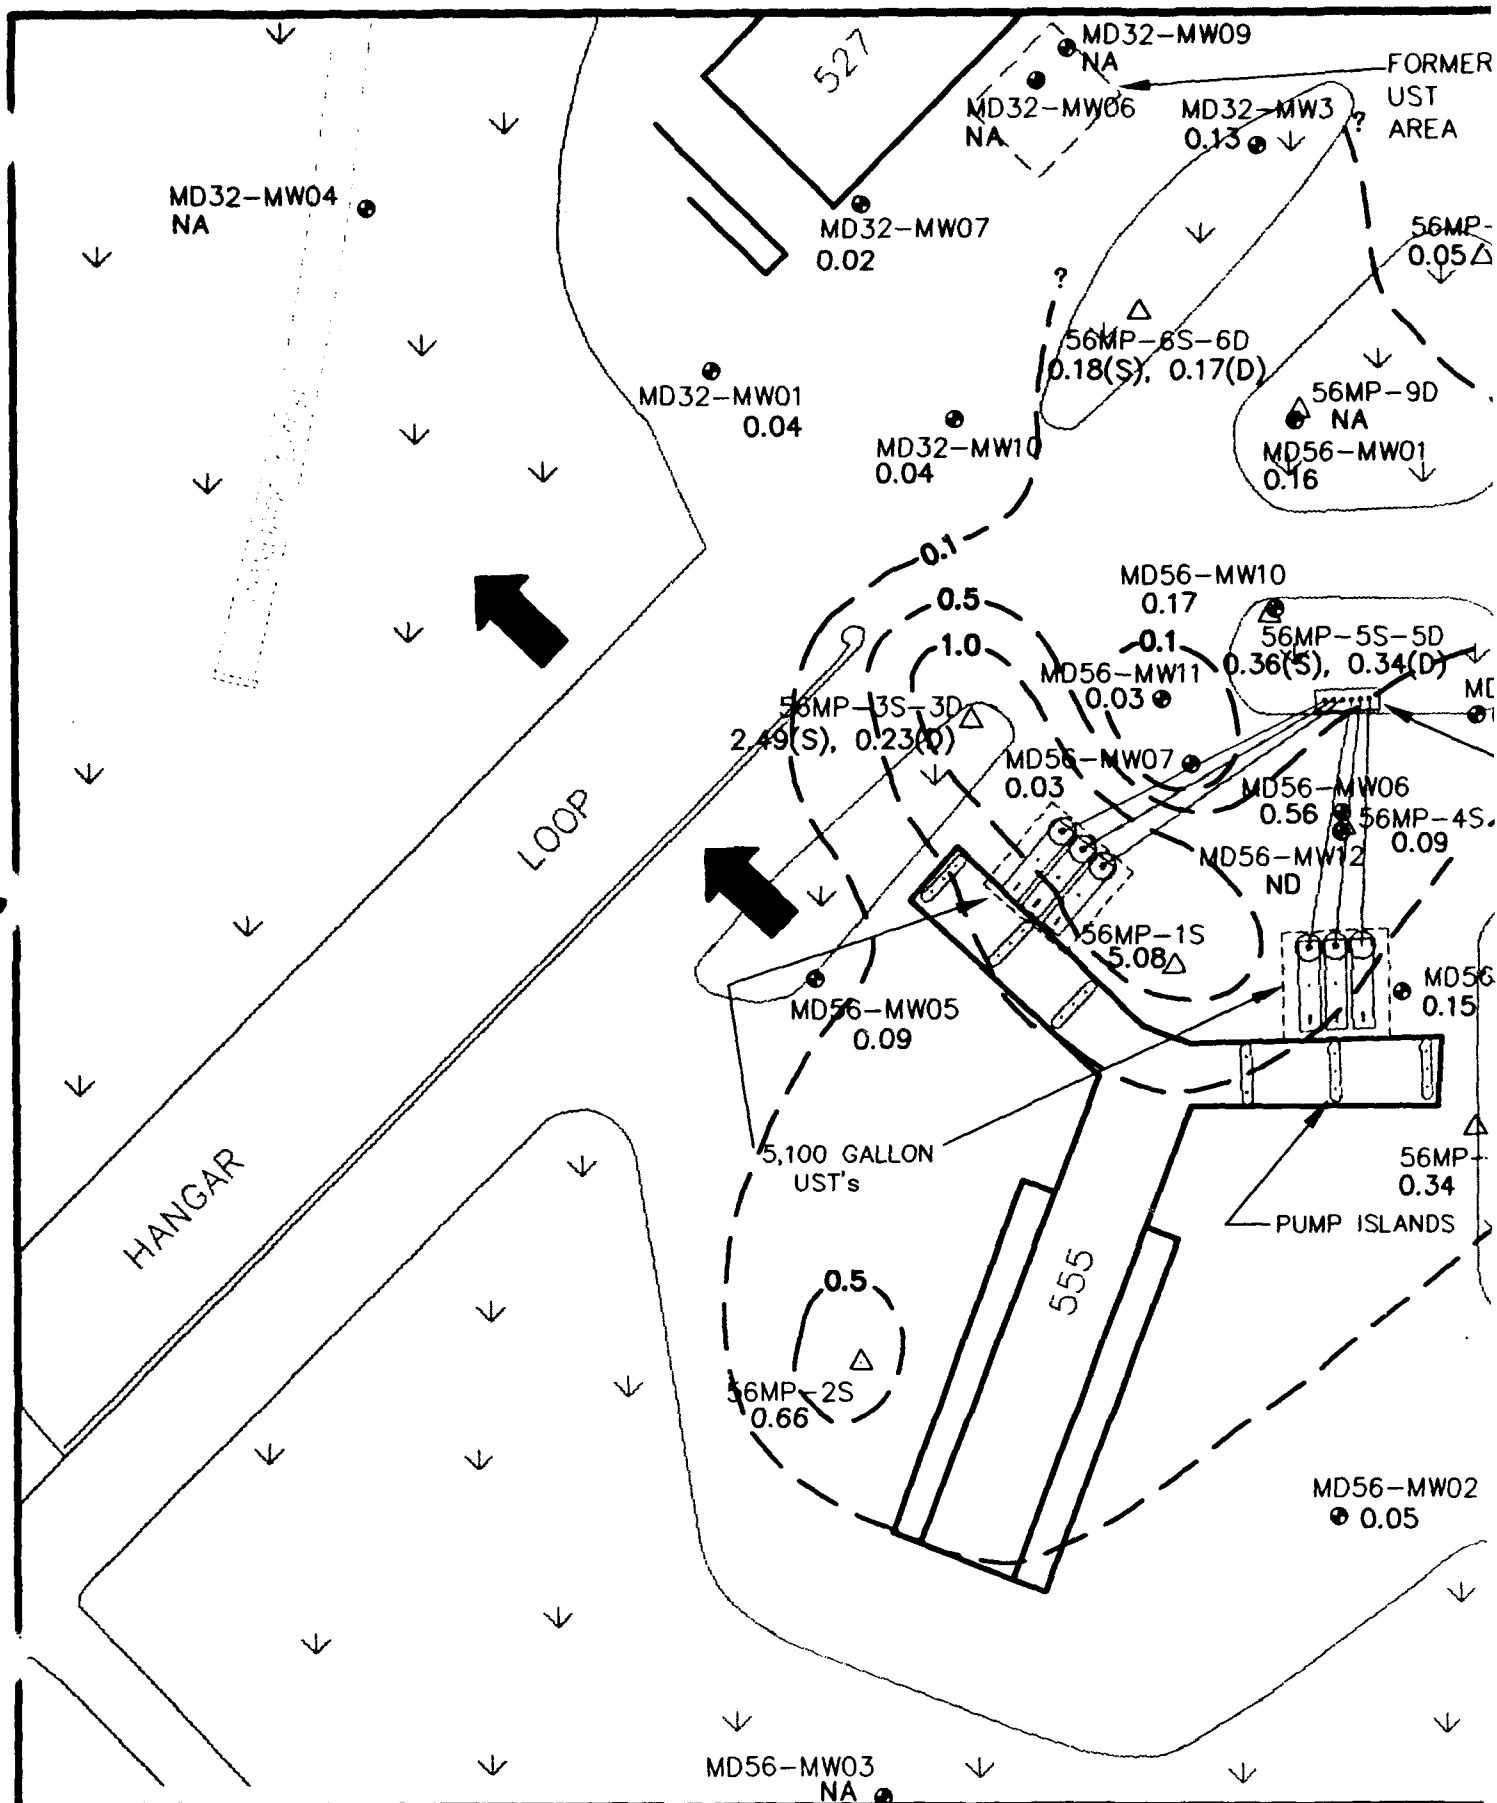 527
MD32-MW09
NA
FORMER
UST
AREA
MD32-MW06
NA
MD32-MW3
0.13
?
MD32-MW04
NA
MD32-MW07
0.02
56MP-
0.05
?
56MP-6S-6D
0.18(S), 0.17(D)
MD32-MW01
0.04
56MP-9D
NA
MD32-MW10
0.04
MD56-MW01
0.16
0.1
MD56-MW10
0.17
0.5
1.0
0.1
56MP-5S-5D
0.36(S), 0.34(D)
MD56-MW11
0.03
MD
56MP-3S-3D
2.49(S), 0.23(D)
MD56-MW07
0.03
MD56-MW06
0.56
56MP-4S
0.09
MD56-MW12
ND
LOOP
56MP-1S
5.08
MD56
0.15
MD56-MW05
0.09
5,100 GALLON
UST's
56MP-
0.34
HANGAR
PUMP ISLANDS
555
0.5
56MP-2S
0.66
MD56-MW02
0.05
MD56-MW03
NA